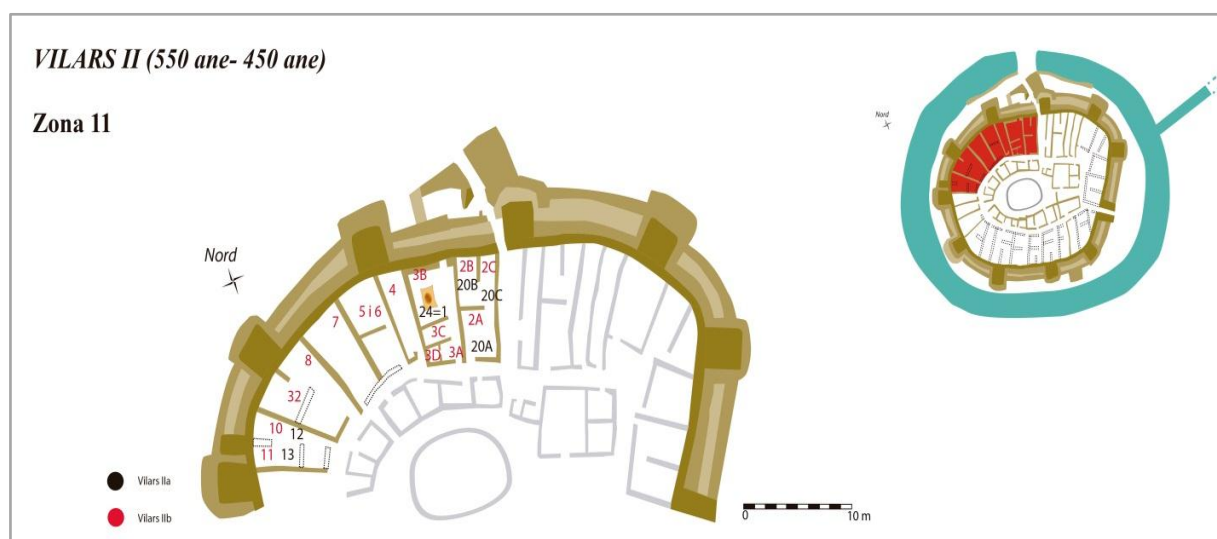 VILARS II (550 ane- 450 ane)
Zona 11
Nord
Nord
3B
2B
2C
4
20B
20C
5 i 6
24=1
7
2A
3C
3D
3A
20A
8
32
10
12
11
13
Vilars IIa
Vilars IIb
0
10 m